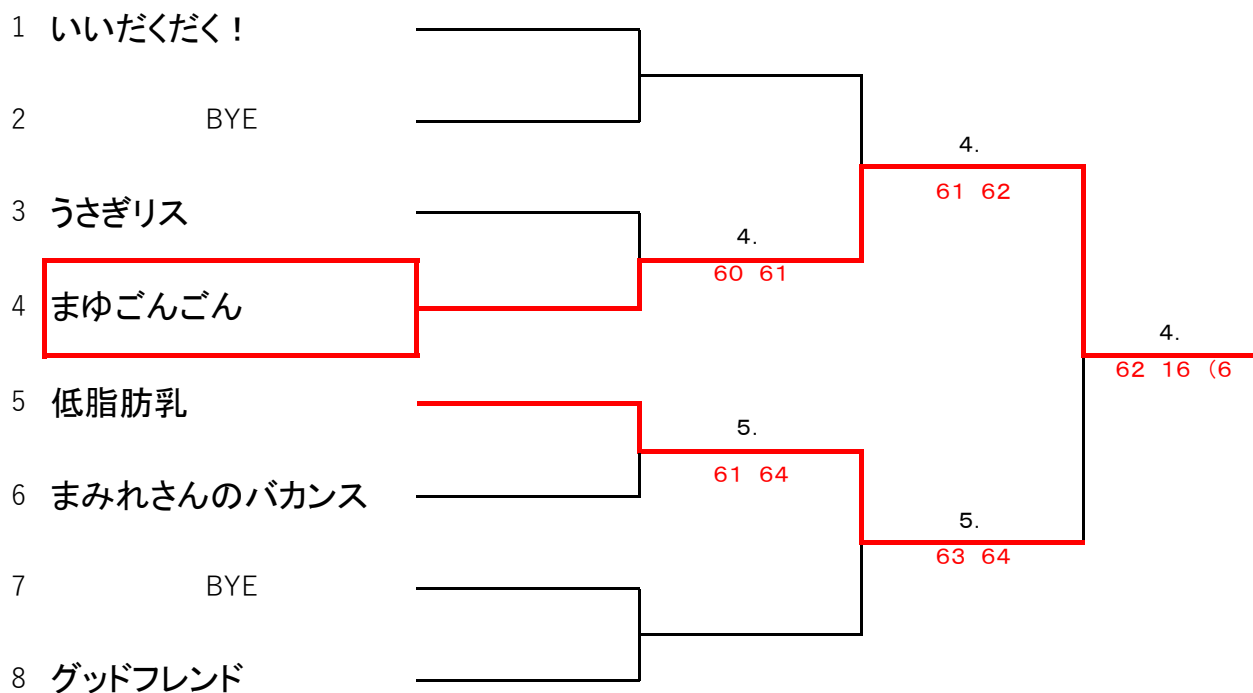 1 いいだくだく！
2 BYE
4.
61 62
3 うさぎリス
4.
60 61
4 まゆごんごん
4.
62 16 (6
5 低脂肪乳
5.
61 64
6 まみれさんのバカンス
5.
63 64
7 BYE
8 グッドフレンド